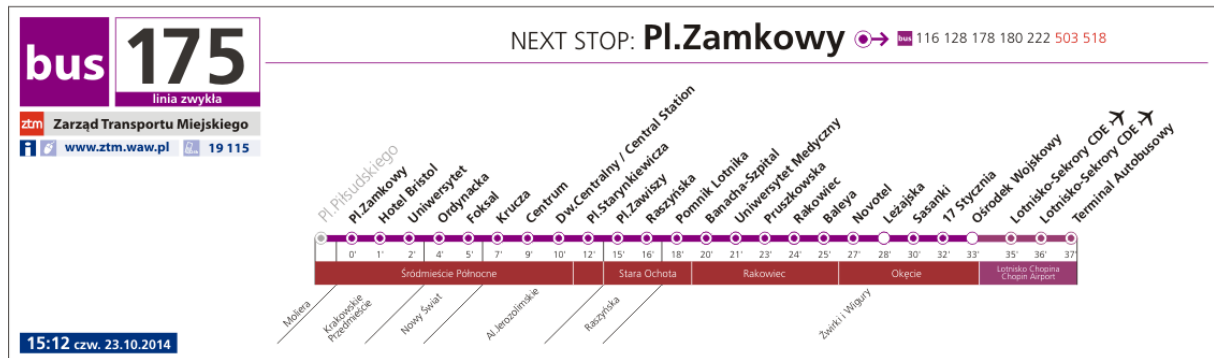 bus 175
linia zwykła
ztm Zarząd Transportu Miejskiego
i www.ztm.waw.pl 19 115
NEXT STOP: Pl.Zamkowy bus 116 128 178 180 222 503 518
Pl.Piłsudskiego
Pl.Zamkowy
Hotel Bristol
Uniwersytet
Ordynacka
Foksal
Krucza
Centrum
Dw.Centralny / Central Station
Pl.Starynkiewicza
Pl.Zawiszy
Raszyńska
Pomnik Lotnika
Banacha-Szpital
Uniwersytet Medyczny
Pruszkowska
Rakowiec
Baleya
Novotel
Leżajska
Sasanki
17 Stycznia
Ośrodek Wojskowy
Lotnisko-Sekrory CDE
Lotnisko-Sekrory CDE
Terminal Autobusowy
0' 1' 2' 4' 5' 7' 9' 10' 12' 15' 16' 18' 20' 21' 23' 24' 25' 27' 28' 30' 32' 33' 35' 36' 37'
Śródmieście Północne Stara Ochota Rakowiec Okęcie Lotnisko Chopina
Chopin Airport
Moliera
Krakowskie
Przedmieście
Nowy Świat
Al.Jerozolimskie
Raszyńska
Żwirki i Wigury
15:12 czw. 23.10.2014